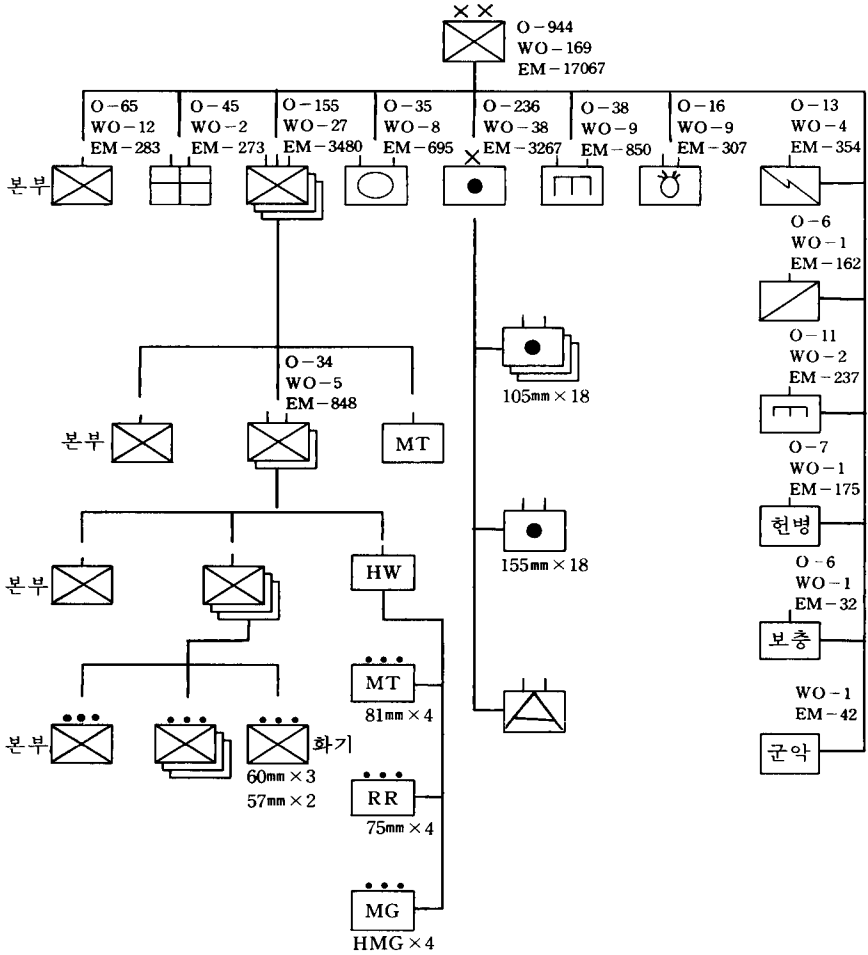 O-944
WO-169
EM-17067
O-65
WO-12
EM-283
O-45
WO-2
EM-273
O-155
WO-27
EM-3480
O-35
WO-8
EM-695
O-236
WO-38
EM-3267
O-38
WO-9
EM-850
O-16
WO-9
EM-307
O-13
WO-4
EM-354
본부
O-6
WO-1
EM-162
O-34
WO-5
EM-848
105mm×18
O-11
WO-2
EM-237
본부
MT
O-7
WO-1
EM-175
헌병
155mm×18
본부
HW
O-6
WO-1
EM-32
보충
MT
81mm×4
WO-1
EM-42
군악
본부
화기
60mm×3
57mm×2
RR
75mm×4
MG
HMG×4